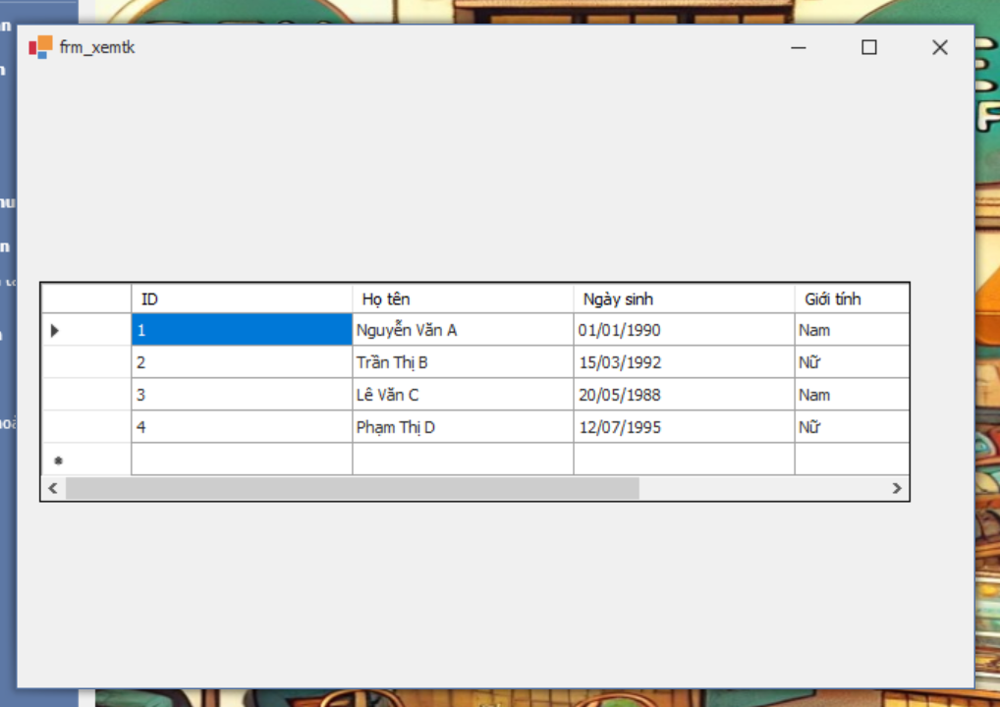 frm_xemtk
ID Họ tên Ngày sinh Giới tính
1 Nguyễn Văn A 01/01/1990 Nam
2 Trần Thị B 15/03/1992 Nữ
3 Lê Văn C 20/05/1988 Nam
4 Phạm Thị D 12/07/1995 Nữ